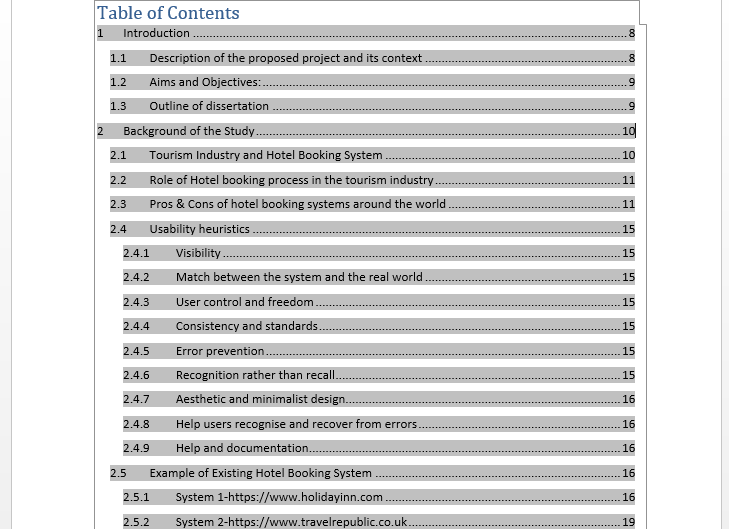 Table of Contents
1 Introduction ........ 8
1.1 Description of the proposed project and its context ........ 8
1.2 Aims and Objectives: ........ 9
1.3 Outline of dissertation ........ 9
2 Background of the Study ........ 10
2.1 Tourism Industry and Hotel Booking System ........ 10
2.2 Role of Hotel booking process in the tourism industry ........ 11
2.3 Pros & Cons of hotel booking systems around the world ........ 11
2.4 Usability heuristics ........ 15
2.4.1 Visibility ........ 15
2.4.2 Match between the system and the real world ........ 15
2.4.3 User control and freedom ........ 15
2.4.4 Consistency and standards ........ 15
2.4.5 Error prevention ........ 15
2.4.6 Recognition rather than recall ........ 15
2.4.7 Aesthetic and minimalist design ........ 16
2.4.8 Help users recognise and recover from errors ........ 16
2.4.9 Help and documentation ........ 16
2.5 Example of Existing Hotel Booking System ........ 16
2.5.1 System 1-https://www.holidayinn.com ........ 16
2.5.2 System 2-https://www.travelrepublic.co.uk ........ 19